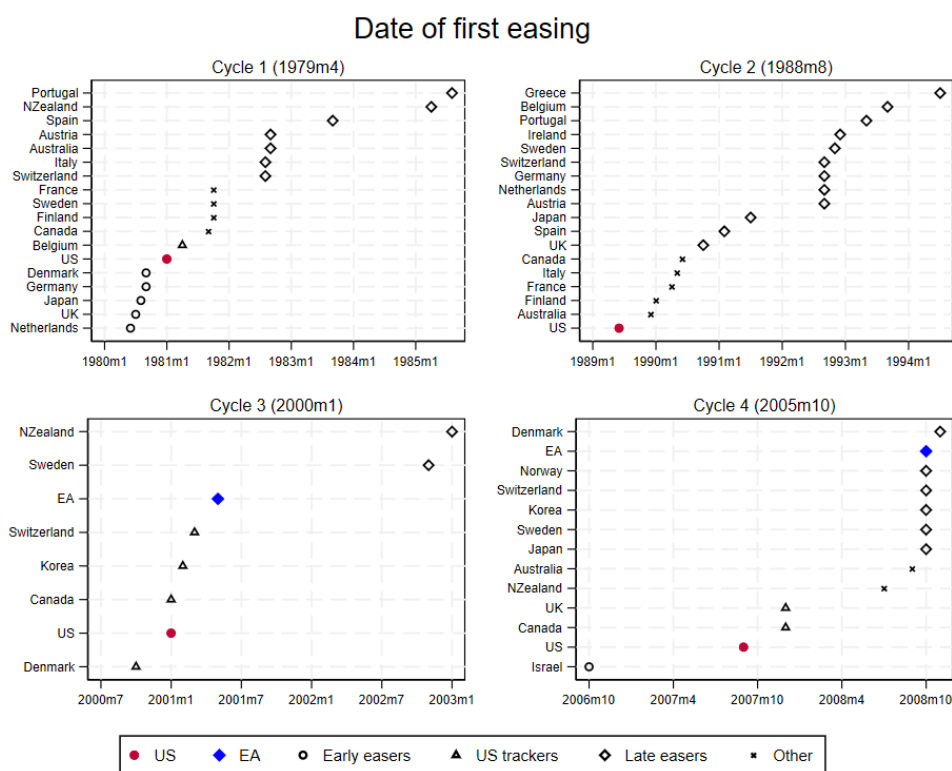 Date of first easing
Cycle 1 (1979m4)
Portugal
NZealand
Spain
Austria
Australia
Italy
Switzerland
France
Sweden
Finland
Canada
Belgium
US
Denmark
Germany
Japan
UK
Netherlands
1980m1 1981m1 1982m1 1983m1 1984m1 1985m1
Cycle 2 (1988m8)
Greece
Belgium
Portugal
Ireland
Sweden
Switzerland
Germany
Netherlands
Austria
Japan
Spain
UK
Canada
Italy
France
Finland
Australia
US
1989m1 1990m1 1991m1 1992m1 1993m1 1994m1
Cycle 3 (2000m1)
NZealand
Sweden
EA
Switzerland
Korea
Canada
US
Denmark
2000m7 2001m1 2001m7 2002m1 2002m7 2003m1
Cycle 4 (2005m10)
Denmark
EA
Norway
Switzerland
Korea
Sweden
Japan
Australia
NZealand
UK
Canada
US
Israel
2006m10 2007m4 2007m10 2008m4 2008m10
US EA Early easers US trackers Late easers Other